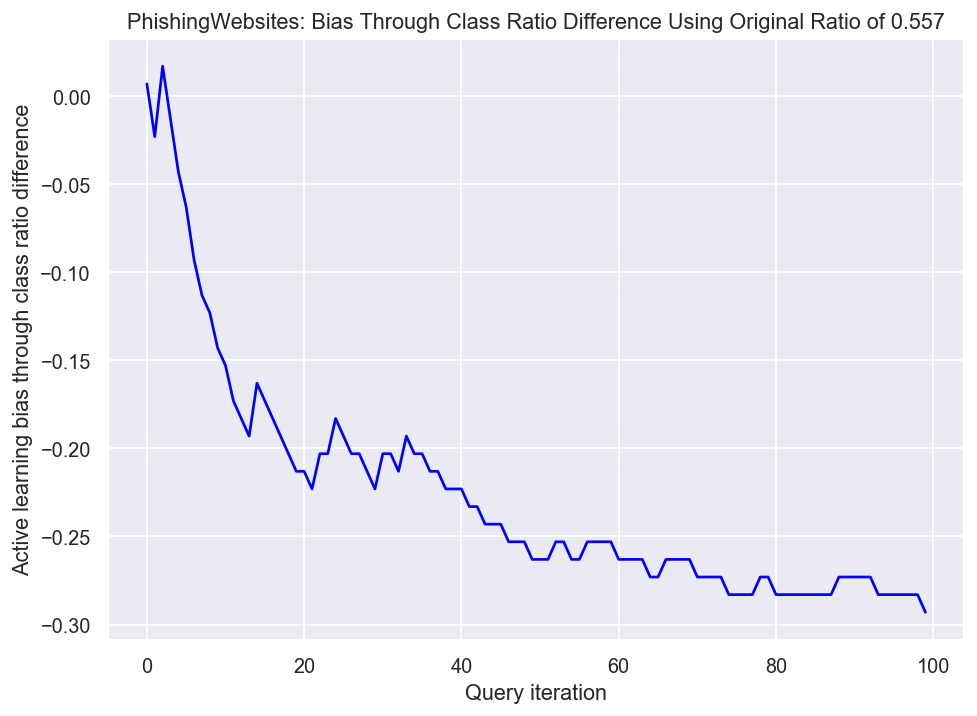 PhishingWebsites: Bias Through Class Ratio Difference Using Original Ratio of 0.557
Active learning bias through class ratio difference
0.00
−0.05
−0.10
−0.15
−0.20
−0.25
−0.30
0 20 40 60 80 100
Query iteration